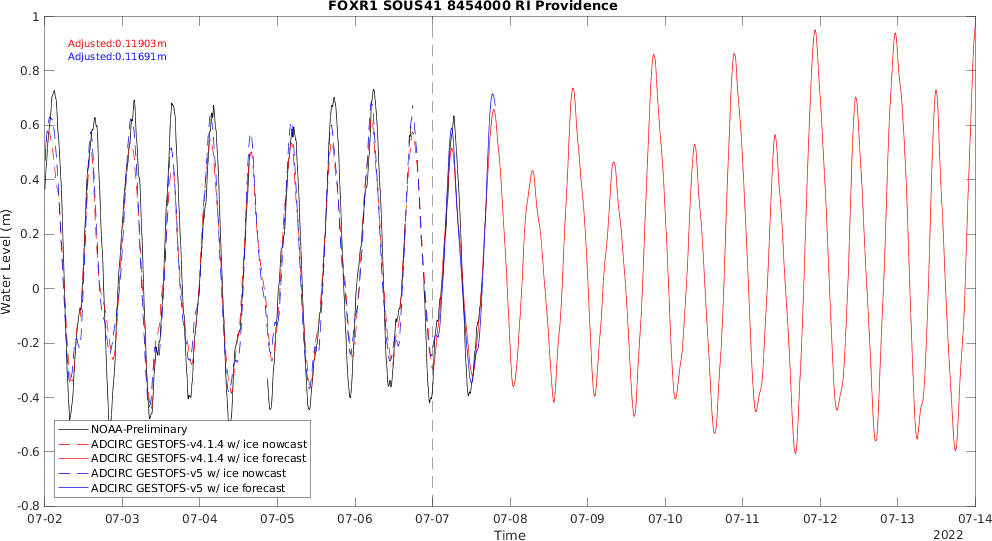 FOXR1 SOUS41 8454000 RI Providence
Adjusted:0.11903m
Adjusted:0.11691m
Water Level (m)
1
0.8
0.6
0.4
0.2
0
-0.2
-0.4
-0.6
-0.8
NOAA-Preliminary
ADCIRC GESTOFS-v4.1.4 w/ ice nowcast
ADCIRC GESTOFS-v4.1.4 w/ ice forecast
ADCIRC GESTOFS-v5 w/ ice nowcast
ADCIRC GESTOFS-v5 w/ ice forecast
07-02 07-03 07-04 07-05 07-06 07-07 07-08 07-09 07-10 07-11 07-12 07-13 07-14
Time
2022